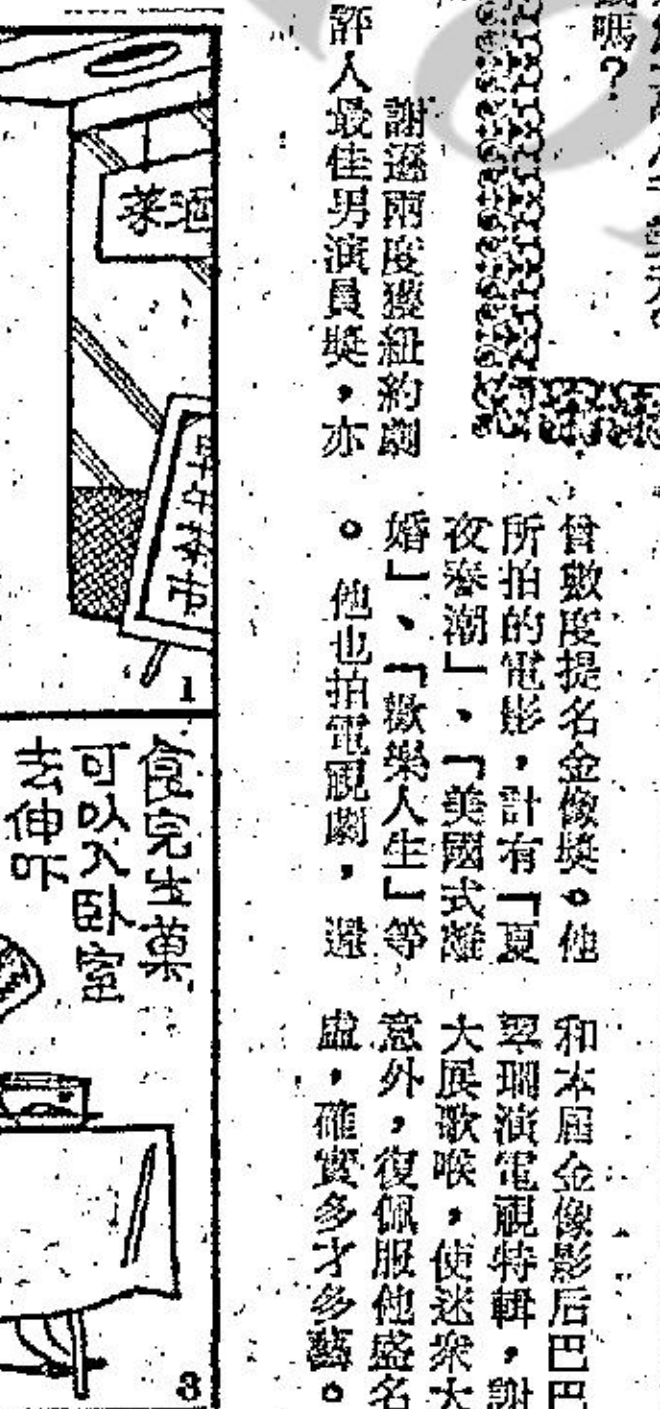 嗎?
謝遜兩度獲紐約劇
評人最佳男演員獎，亦
曾數度提名金像獎。他
所拍的電影，計有「夏
夜春潮」，「美國式離
婚」、「歡樂人生」等
。他也拍電視劇，還
和本屆金像影后巴巴
翠瑚演電視特輯，謝
大展歌喉，使迷衆大
意外，復佩服他盛名
虛，確實多才多藝。
菜酒
早午茶市
1
食完生菓
可以入臥室
去伸吓
3